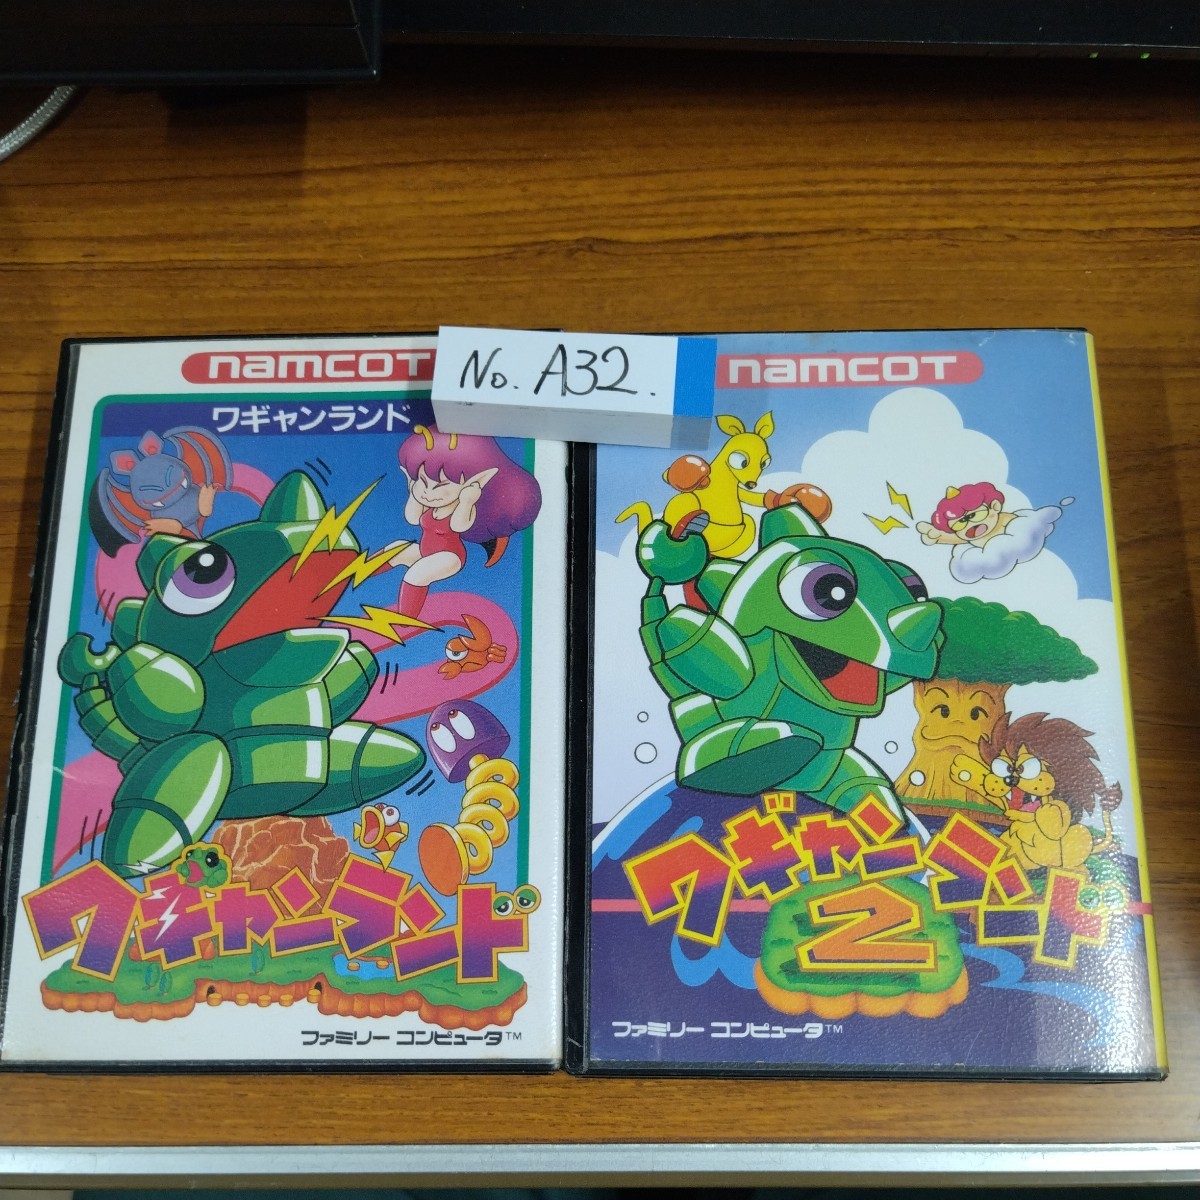 No. A32.
namcot
ワギャンランド
ワギャンランド
ファミリー コンピュータ™
namcot
ワギャンランド
2
ファミリー コンピュータ™